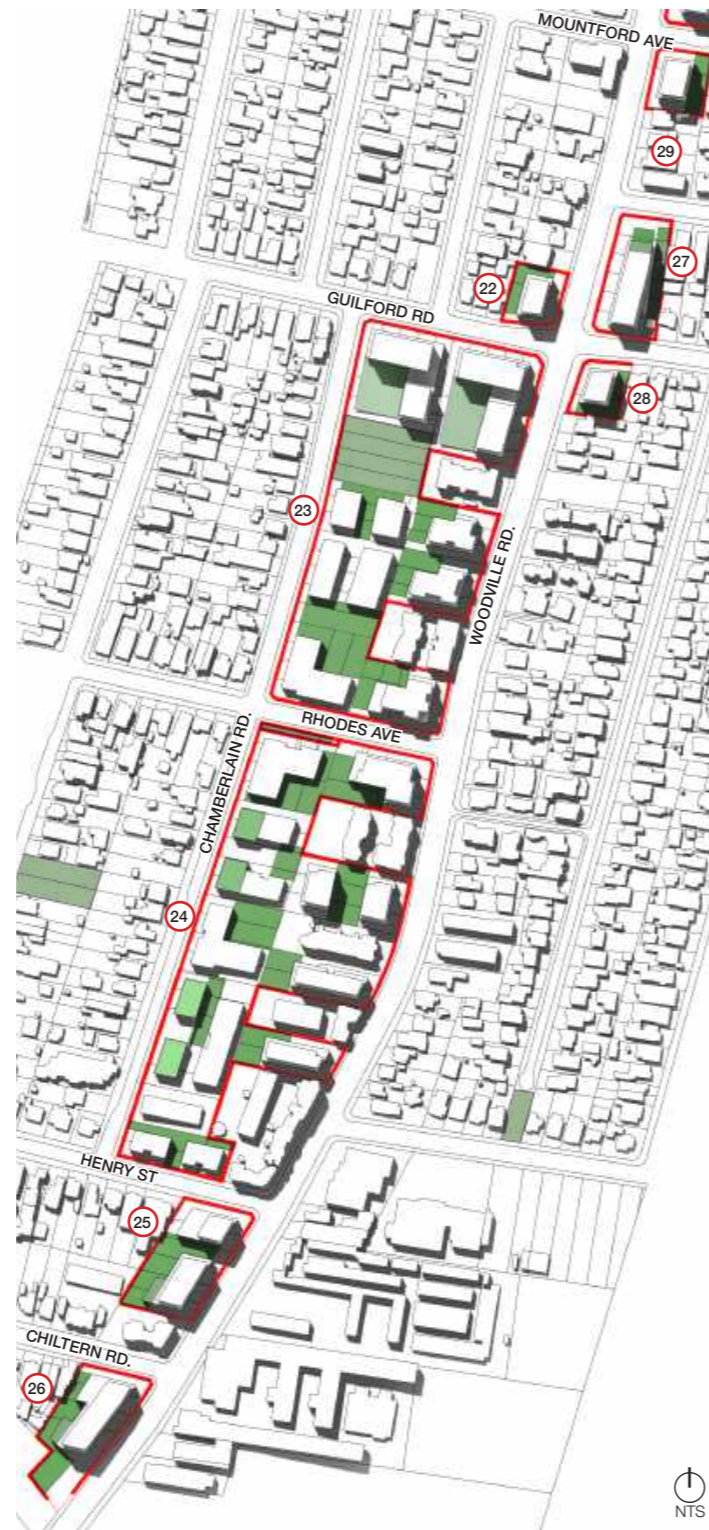 MOUNTFORD AVE
29
27
22
GUILFORD RD
28
23
WOODVILLE RD.
RHODES AVE
CHAMBERLAIN RD.
24
HENRY ST
25
CHILTERN RD.
26
NTS